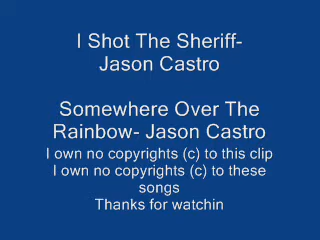 I Shot The Sheriff-
Jason Castro
Somewhere Over The
Rainbow- Jason Castro
I own no copyrights (c) to this clip
I own no copyrights (c) to these
songs
Thanks for watchin